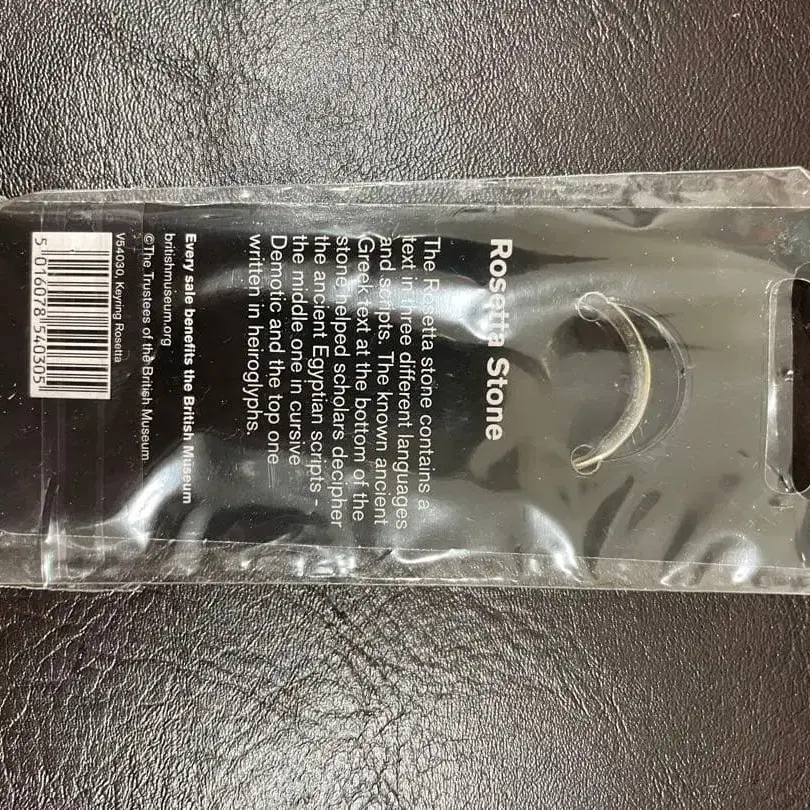 Rosetta Stone
The Rosetta stone contains a
text in three different languages
and scripts. The known ancient
Greek text at the bottom of the
stone helped scholars decipher
the ancient Egyptian scripts -
the middle one in cursive
Demotic and the top one
written in heiroglyphs.
Every sale benefits the British Museum
britishmuseum.org
©The Trustees of the British Museum
V54030, Keyring Rosetta
5 016078 540305